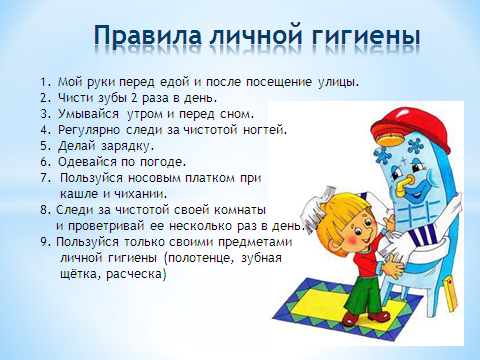 Правила личной гигиены
1. Мой руки перед едой и после посещение улицы.
2. Чисти зубы 2 раза в день.
3. Умывайся утром и перед сном.
4. Регулярно следи за чистотой ногтей.
5. Делай зарядку.
6. Одевайся по погоде.
7. Пользуйся носовым платком при
кашле и чихании.
8. Следи за чистотой своей комнаты
и проветривай ее несколько раз в день.
9. Пользуйся только своими предметами
личной гигиены (полотенце, зубная
щётка, расческа)